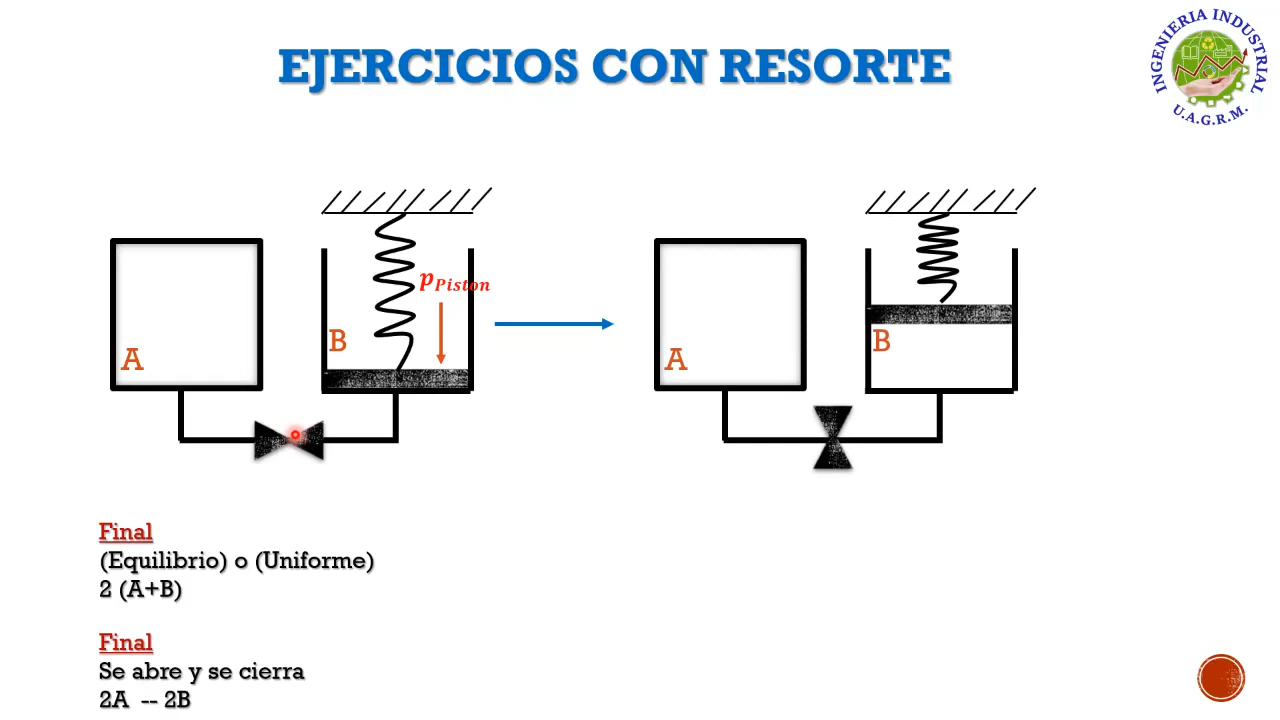 EJERCICIOS CON RESORTE
INGENIERIA INDUSTRIAL
U.A.G.R.M.
p_Piston
A
B
A
B
Final
(Equilibrio) o (Uniforme)
2 (A+B)
Final
Se abre y se cierra
2A -- 2B